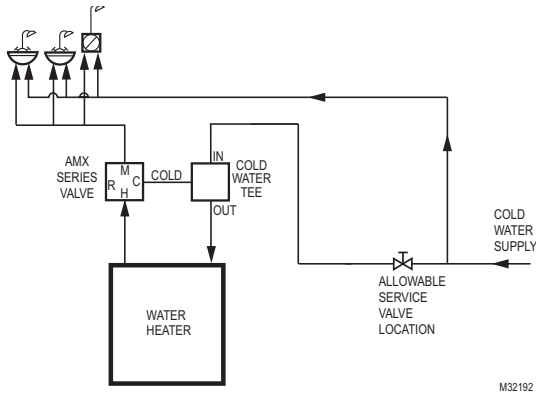 IN
AMX
SERIES
VALVE
M
R
C
H
COLD
COLD
WATER
TEE
OUT
COLD
WATER
SUPPLY
ALLOWABLE
SERVICE
VALVE
LOCATION
WATER
HEATER
M32192